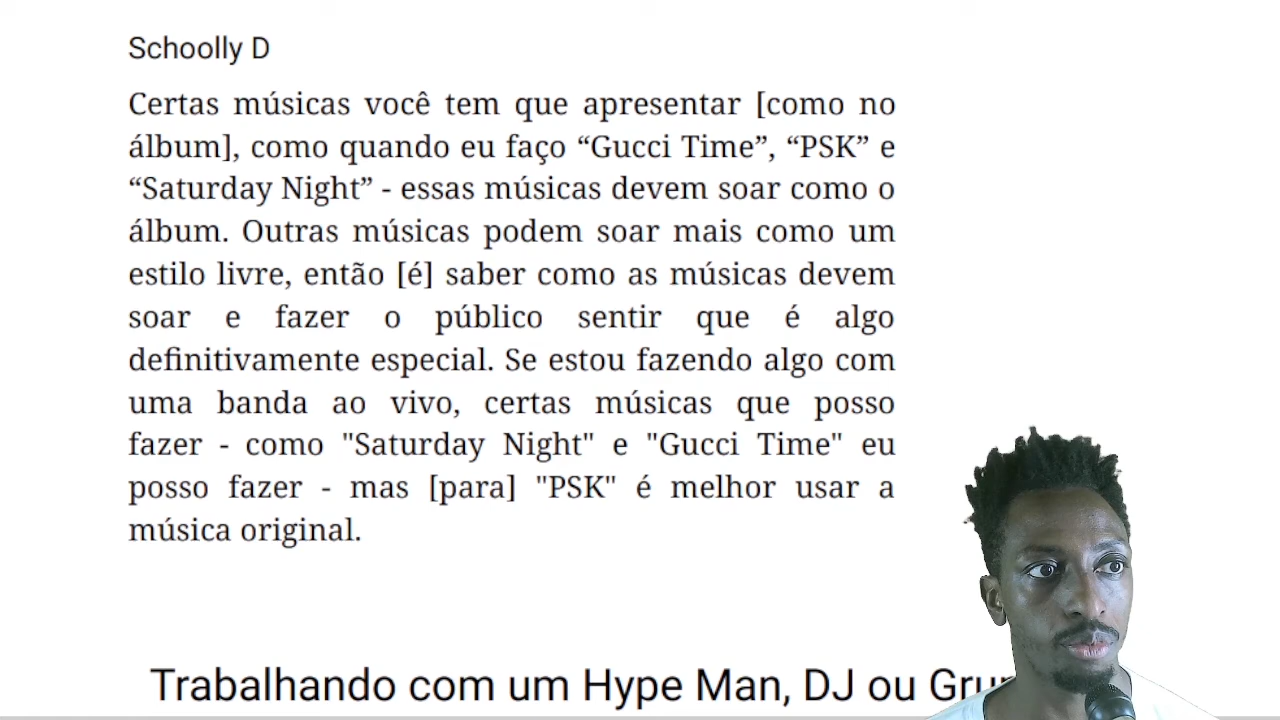 Schoolly D
Certas músicas você tem que apresentar [como no
álbum], como quando eu faço “Gucci Time”, “PSK” e
“Saturday Night” - essas músicas devem soar como o
álbum. Outras músicas podem soar mais como um
estilo livre, então [é] saber como as músicas devem
soar e fazer o público sentir que é algo
definitivamente especial. Se estou fazendo algo com
uma banda ao vivo, certas músicas que posso
fazer - como "Saturday Night" e "Gucci Time" eu
posso fazer - mas [para] "PSK" é melhor usar a
música original.
Trabalhando com um Hype Man, DJ ou